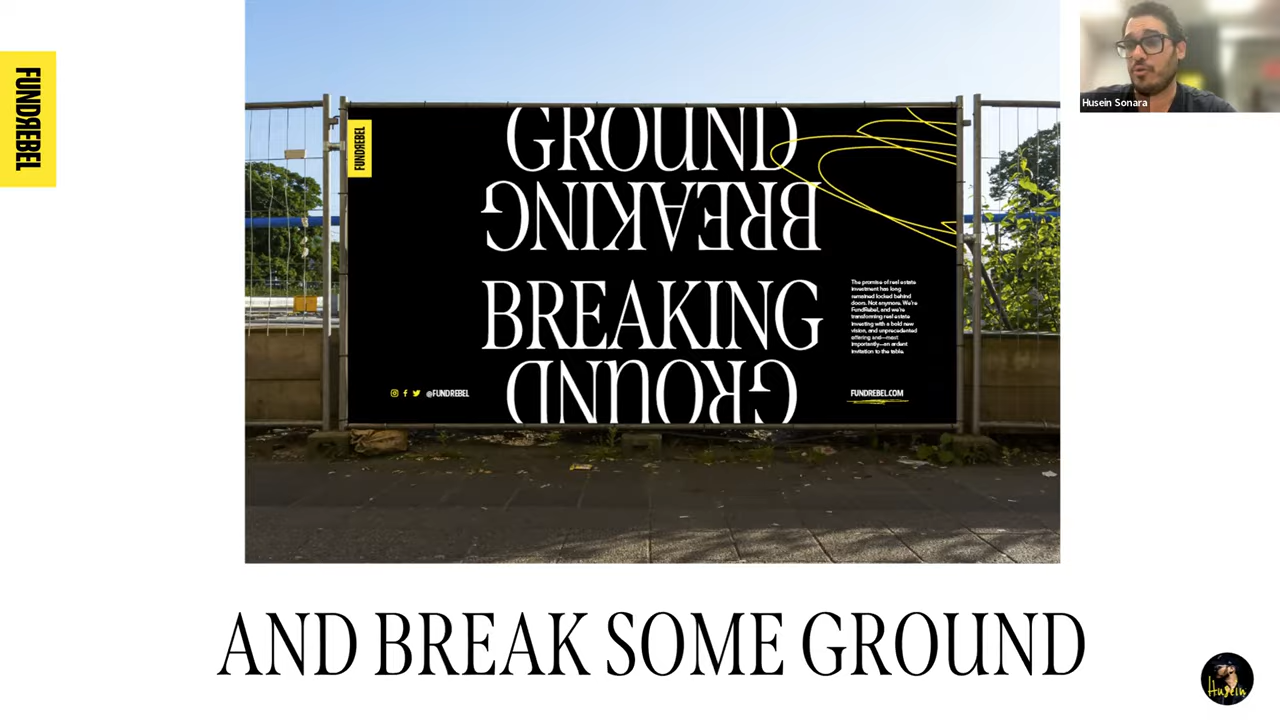 FUNDREBEL
GROUND
BREAKING
BREAKING
GROUND
FUNDREBEL
The promise of real estate
investment has long
remained locked behind
doors. Not anymore. We're
FundRebel, and we're
transforming real estate
investing with a bold new
vision, and unprecedented
offering and—most
importantly—an ardent
invitation to the table.
@FUNDREBEL
FUNDREBEL.COM
Husein Sonara
AND BREAK SOME GROUND
Husein